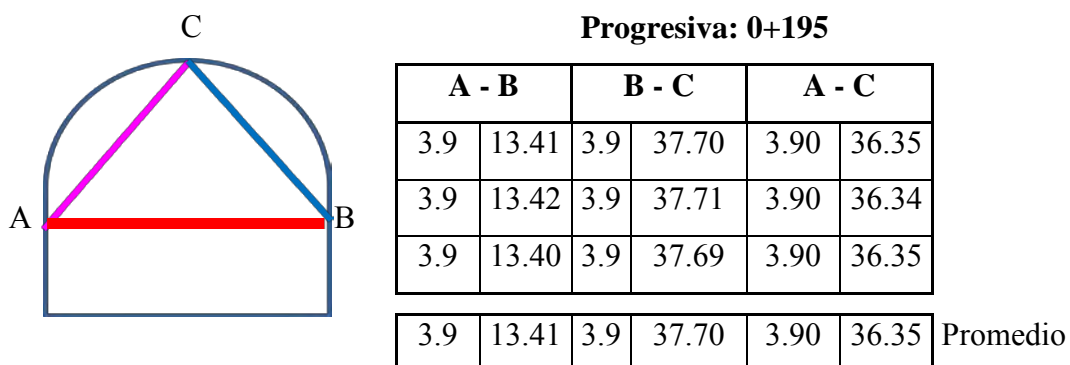 C
A
B
Progresiva: 0+195
A - B B - C A - C
3.9 13.41 3.9 37.70 3.90 36.35
3.9 13.42 3.9 37.71 3.90 36.34
3.9 13.40 3.9 37.69 3.90 36.35
3.9 13.41 3.9 37.70 3.90 36.35 Promedio